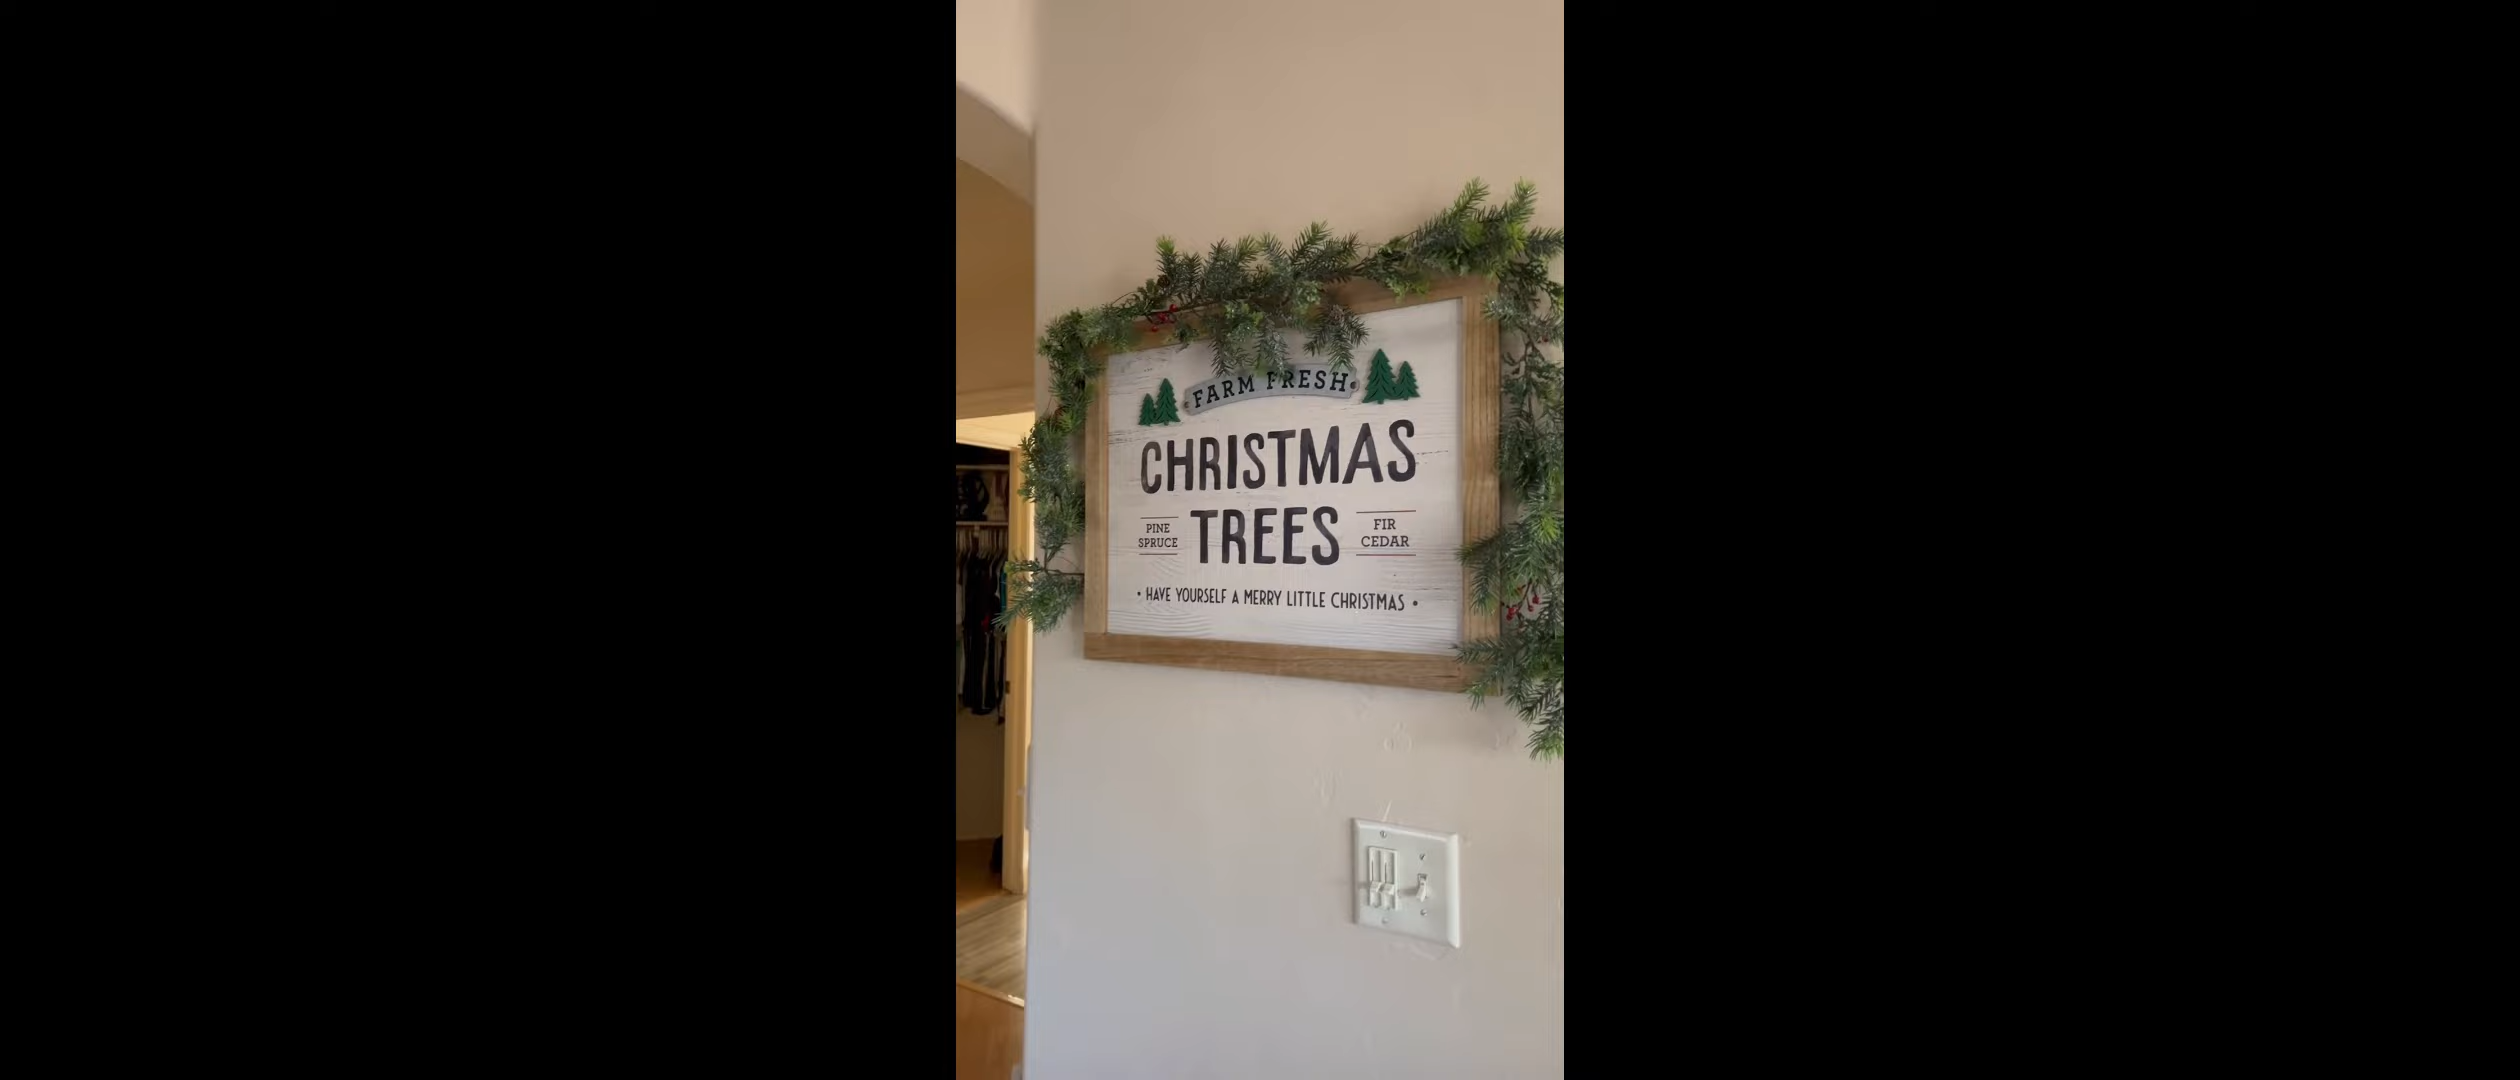 FARM FRESH
CHRISTMAS
TREES
PINE
SPRUCE
FIR
CEDAR
• HAVE YOURSELF A MERRY LITTLE CHRISTMAS •